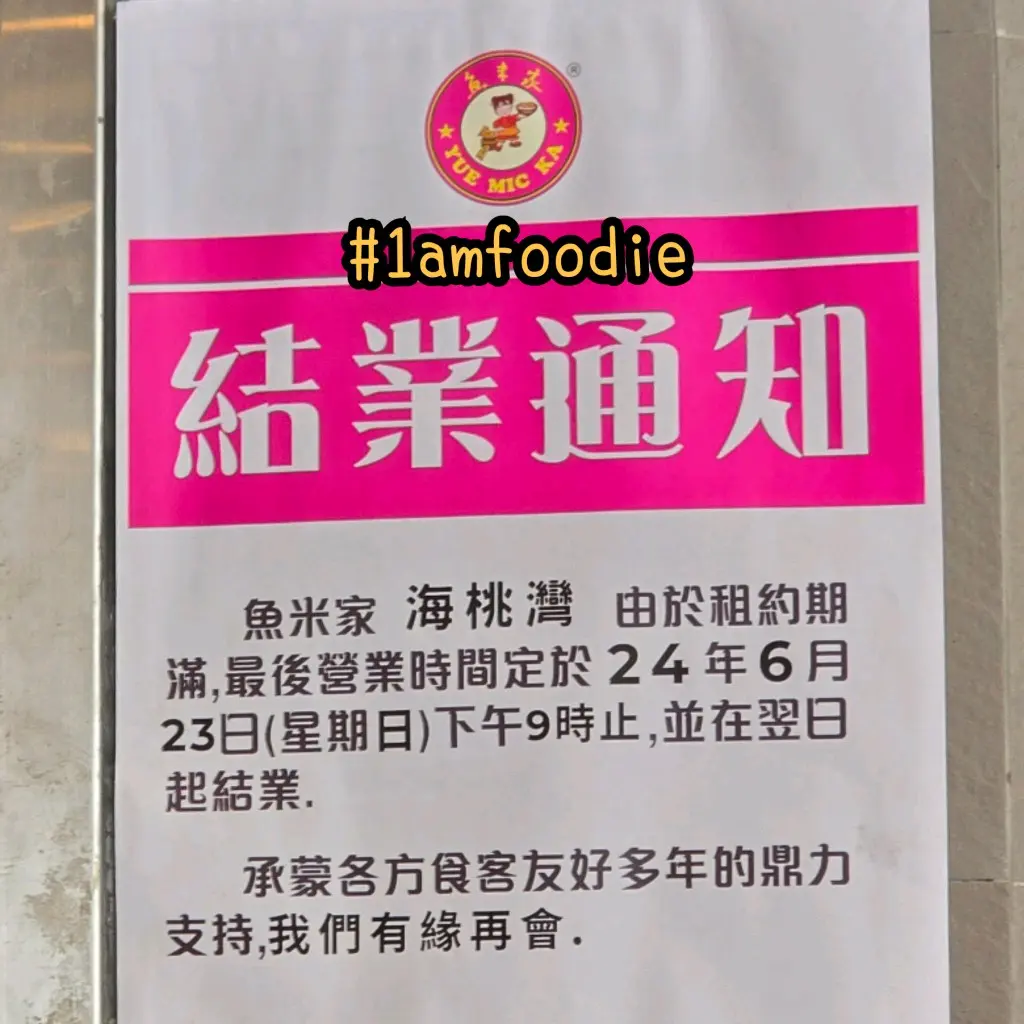 魚米家
®
YUE MIC KA
#1amfoodie
結業通知
魚米家 海桃灣 由於租約期
滿,最後營業時間定於 24年6月
23日(星期日)下午9時止,並在翌日
起結業.
承蒙各方食客友好多年的鼎力
支持,我們有緣再會.